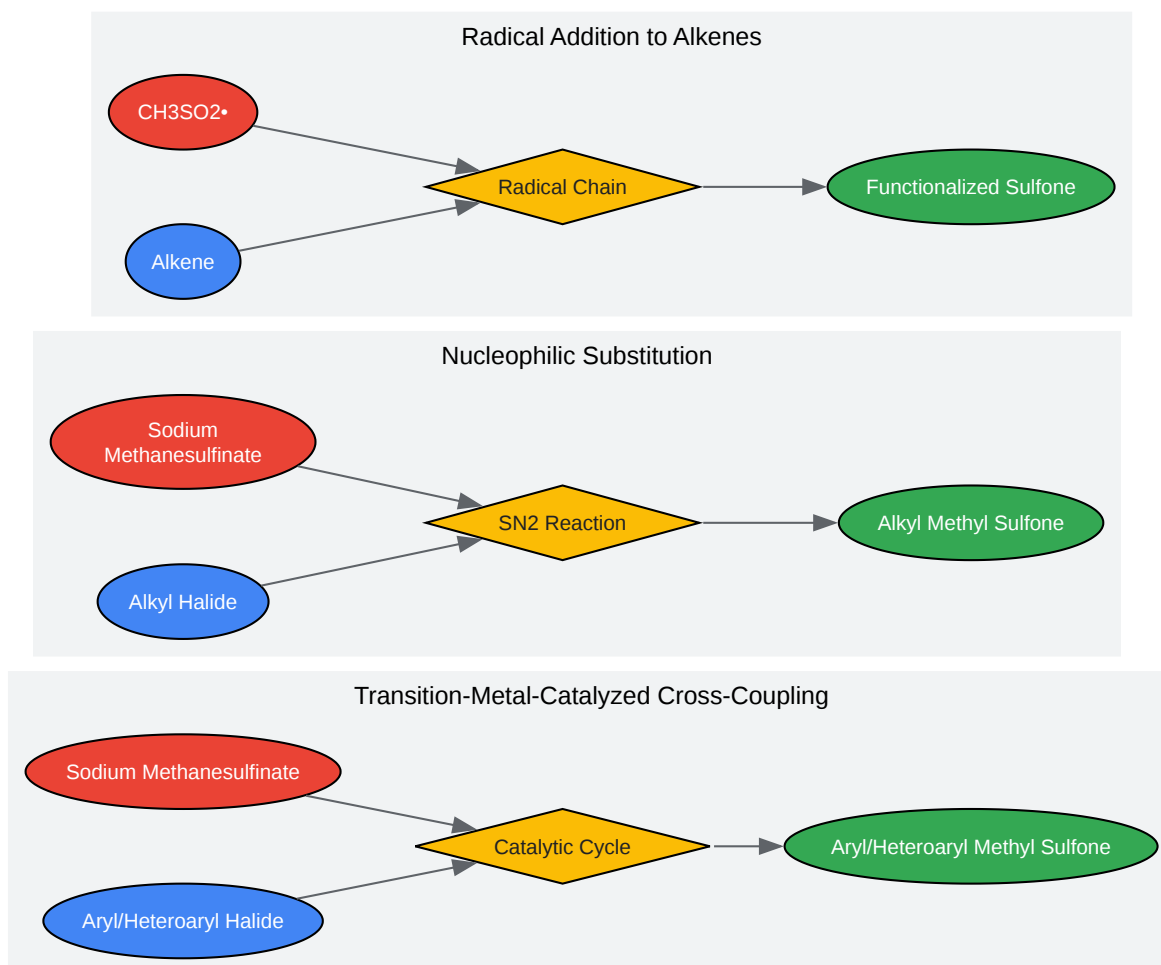 Radical Addition to Alkenes
CH3SO2•
Radical Chain
Functionalized Sulfone
Alkene
Nucleophilic Substitution
Sodium
Methanesulfinate
SN2 Reaction
Alkyl Methyl Sulfone
Alkyl Halide
Transition-Metal-Catalyzed Cross-Coupling
Sodium Methanesulfinate
Catalytic Cycle
Aryl/Heteroaryl Methyl Sulfone
Aryl/Heteroaryl Halide